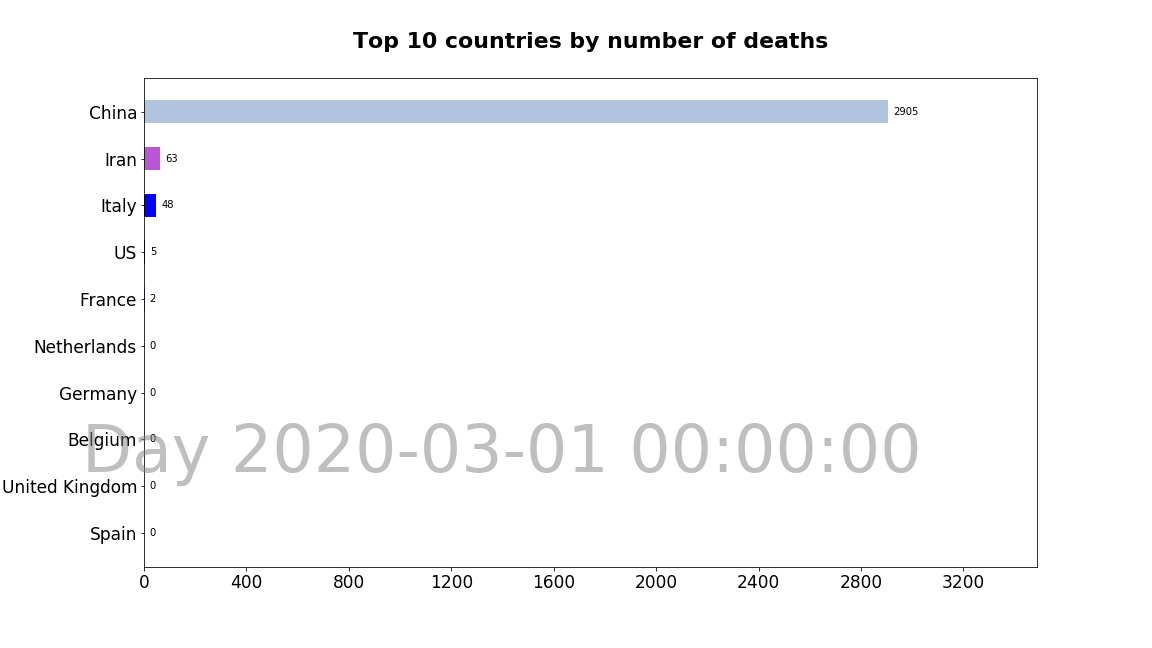 Top 10 countries by number of deaths
China 2905
Iran 63
Italy 48
US 5
France 2
Netherlands 0
Germany 0
Belgium 0
Day 2020-03-01 00:00:00
United Kingdom 0
Spain 0
0 400 800 1200 1600 2000 2400 2800 3200